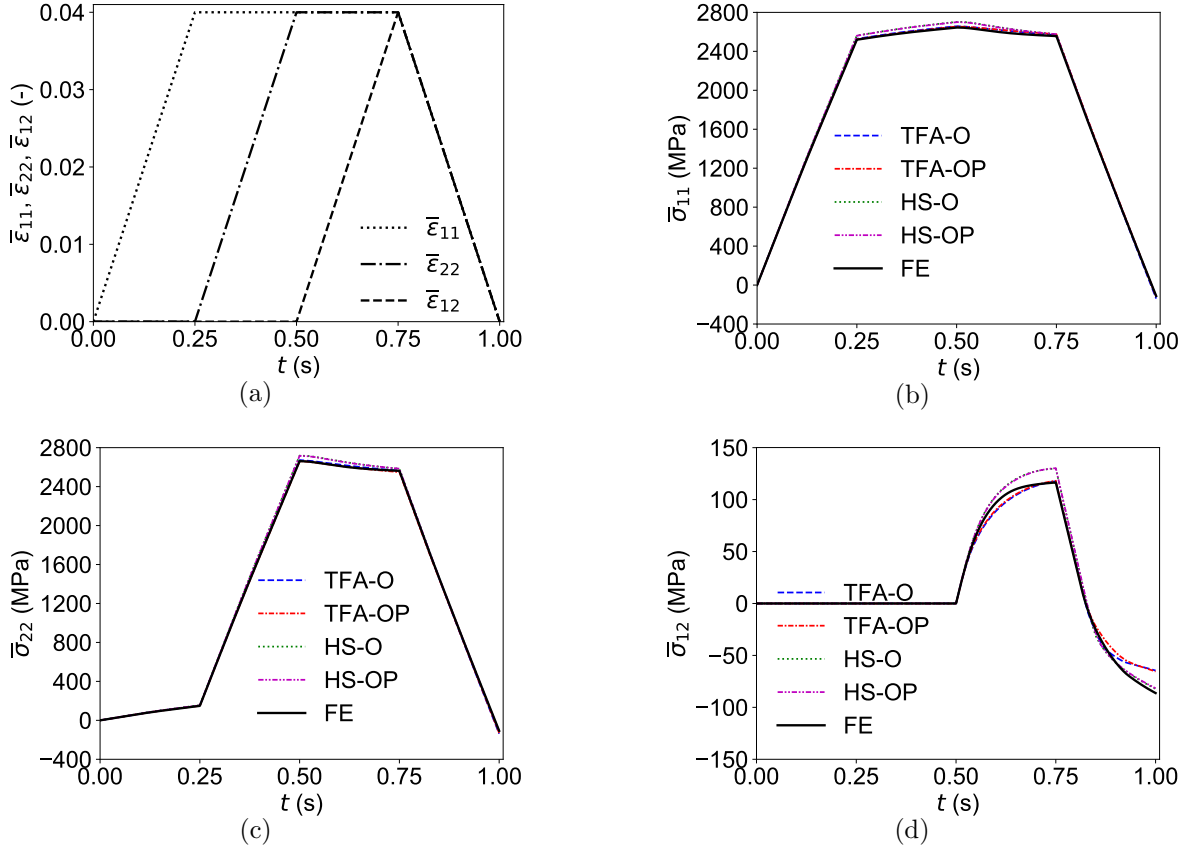 0.04
0.03
0.02
0.01
0.00
ε̅₁₁, ε̅₂₂, ε̅₁₂ (-)
ε̅₁₁
ε̅₂₂
ε̅₁₂
0.00 0.25 0.50 0.75 1.00
t (s)
(a)
2800
2400
2000
1600
1200
800
400
0
−400
σ̅₁₁ (MPa)
TFA-O
TFA-OP
HS-O
HS-OP
FE
0.00 0.25 0.50 0.75 1.00
t (s)
(b)
2800
2400
2000
1600
1200
800
400
0
−400
σ̅₂₂ (MPa)
TFA-O
TFA-OP
HS-O
HS-OP
FE
0.00 0.25 0.50 0.75 1.00
t (s)
(c)
150
100
50
0
−50
−100
−150
σ̅₁₂ (MPa)
TFA-O
TFA-OP
HS-O
HS-OP
FE
0.00 0.25 0.50 0.75 1.00
t (s)
(d)